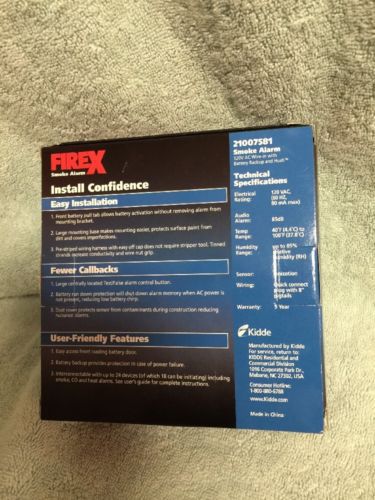 FIREX
Smoke Alarm
Install Confidence
Easy Installation
1. Front battery pull tab allows battery activation without removing alarm from
mounting bracket.
2. Large mounting base makes mounting easier, protects surface paint from
dirt and covers imperfections.
3. Pre-stripped wiring harness with easy off cap does not require stripper tool. Tinned
strands increase conductivity and wire nut grip.
Fewer Callbacks
1. Large centrally located Test/False alarm control button.
2. Battery run down protection will shut down alarm memory when AC power is
not present, reducing low battery chirp.
3. Dust cover protects sensor from contaminants during construction reducing
nuisance alarms.
User-Friendly Features
1. Easy access front loading battery door.
2. Battery backup provides protection in case of power failure.
3. Interconnectable with up to 24 devices (of which 18 can be initiating) including
smoke, CO and heat alarms. See user's guide for complete instructions.
21007581
Smoke Alarm
120V AC Wire-in with
Battery Backup and Hush™
Technical
Specifications
Electrical Rating: 120 VAC, (60 HZ, 80 mA max)
Audio Alarm: 85dB
Temp Range: 40˚F (4.4˚C) to 100˚F (37.8˚C)
Humidity Range: up to 85% relative humidity (RH)
Sensor: Ionization
Wiring: Quick connect plug with 8" pigtails
Warranty: Year
Kidde
Manufactured by Kidde
For service, return to:
KIDDE Residential and
Commercial Division
1016 Corporate Park Dr.,
Mebane, NC 27302, USA
Consumer Hotline:
1-800-880-6788
www.Kidde.com
Made in China